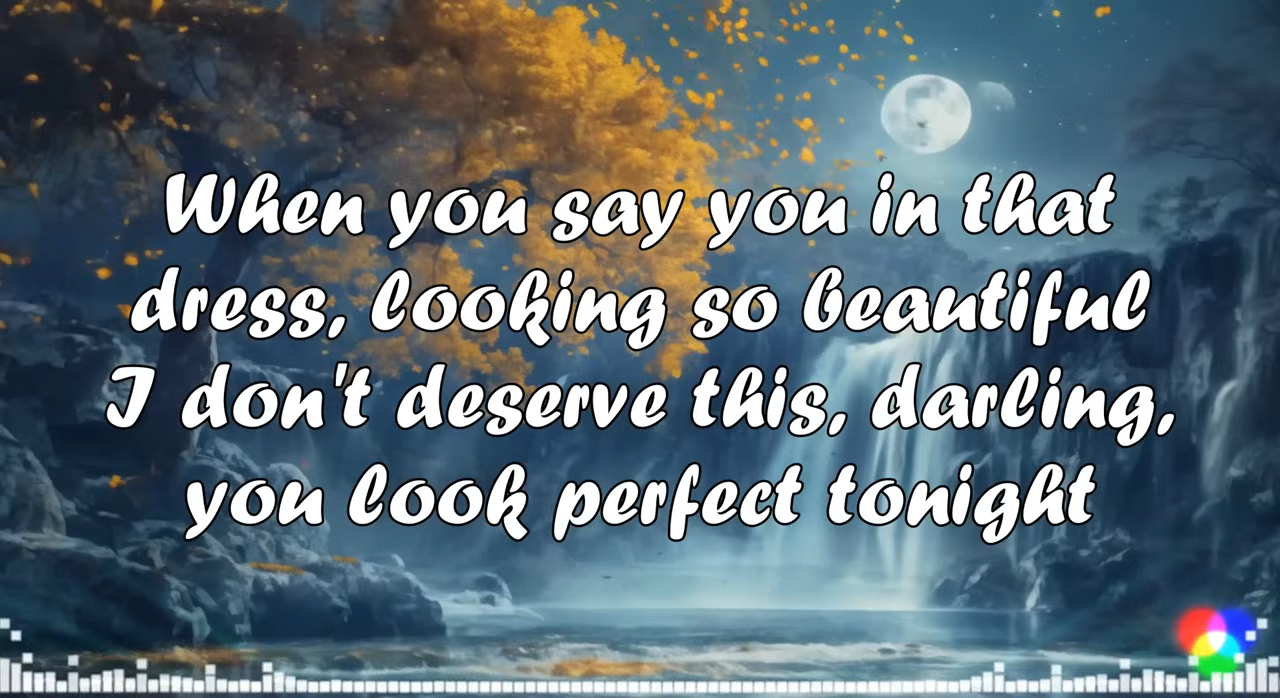 When you say you in that
dress, looking so beautiful
I don't deserve this, darling,
you look perfect tonight